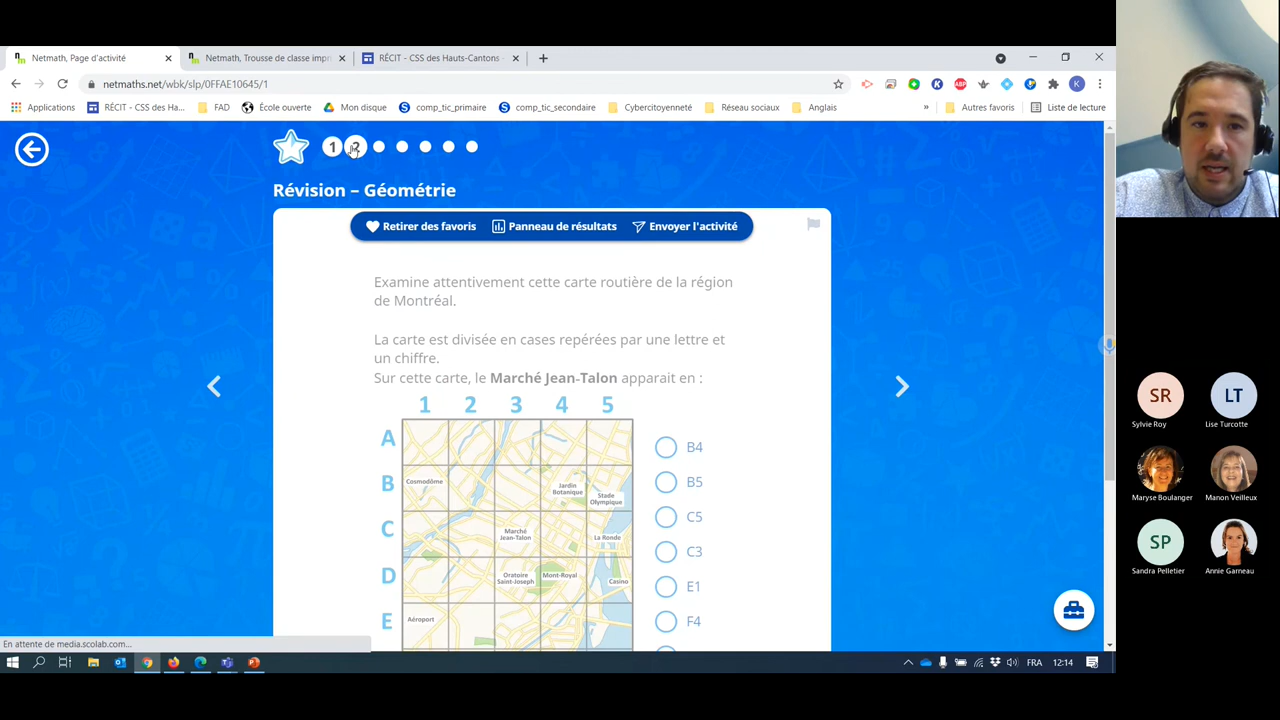 Netmath, Page d'activité
Netmath, Trousse de classe impr
RÉCIT - CSS des Hauts-Cantons -
netmaths.net/wbk/slp/0FFAE10645/1
K
Applications
RÉCIT - CSS des Ha...
FAD
École ouverte
Mon disque
comp_tic_primaire
comp_tic_secondaire
Cybercitoyenneté
Réseau sociaux
Anglais
»
Autres favoris
Liste de lecture
1 2
Révision – Géométrie
Retirer des favoris
Panneau de résultats
Envoyer l'activité
Examine attentivement cette carte routière de la région
de Montréal.
La carte est divisée en cases repérées par une lettre et
un chiffre.
Sur cette carte, le Marché Jean-Talon apparait en :
1 2 3 4 5
A
B
C
D
E
Cosmodôme
Jardin
Botanique
Stade
Olympique
Marché
Jean-Talon
La Ronde
Oratoire
Saint-Joseph
Mont-Royal
Casino
Aéroport
B4
B5
C5
C3
E1
F4
En attente de media.scolab.com...
FRA
12:14
SR
LT
Sylvie Roy
Lise Turcotte
Maryse Boulanger
Manon Veilleux
SP
Sandra Pelletier
Annie Garneau